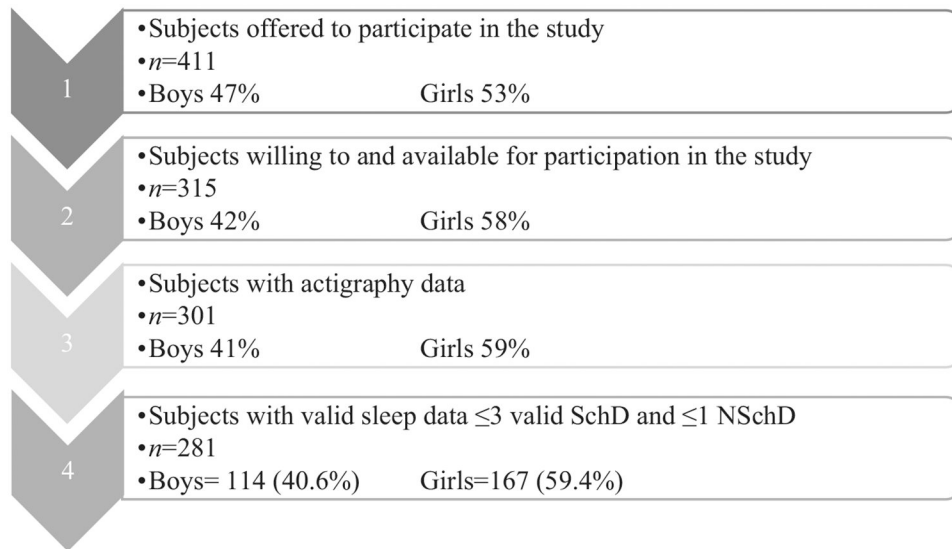 1
•Subjects offered to participate in the study
•n=411
•Boys 47% Girls 53%
2
•Subjects willing to and available for participation in the study
•n=315
•Boys 42% Girls 58%
3
•Subjects with actigraphy data
•n=301
•Boys 41% Girls 59%
4
•Subjects with valid sleep data ≤3 valid SchD and ≤1 NSchD
•n=281
•Boys= 114 (40.6%) Girls=167 (59.4%)